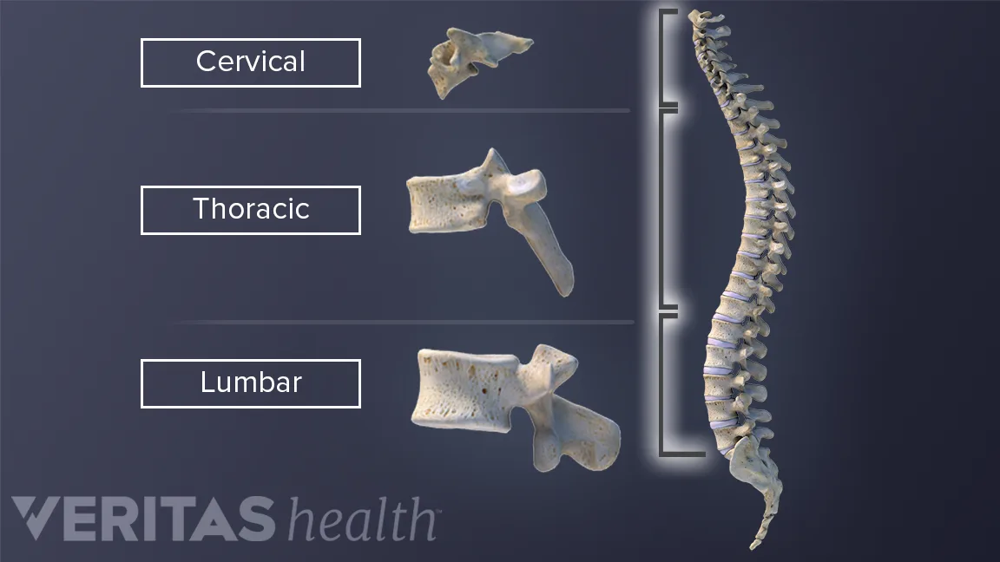 Cervical
Thoracic
Lumbar
VERITAS health